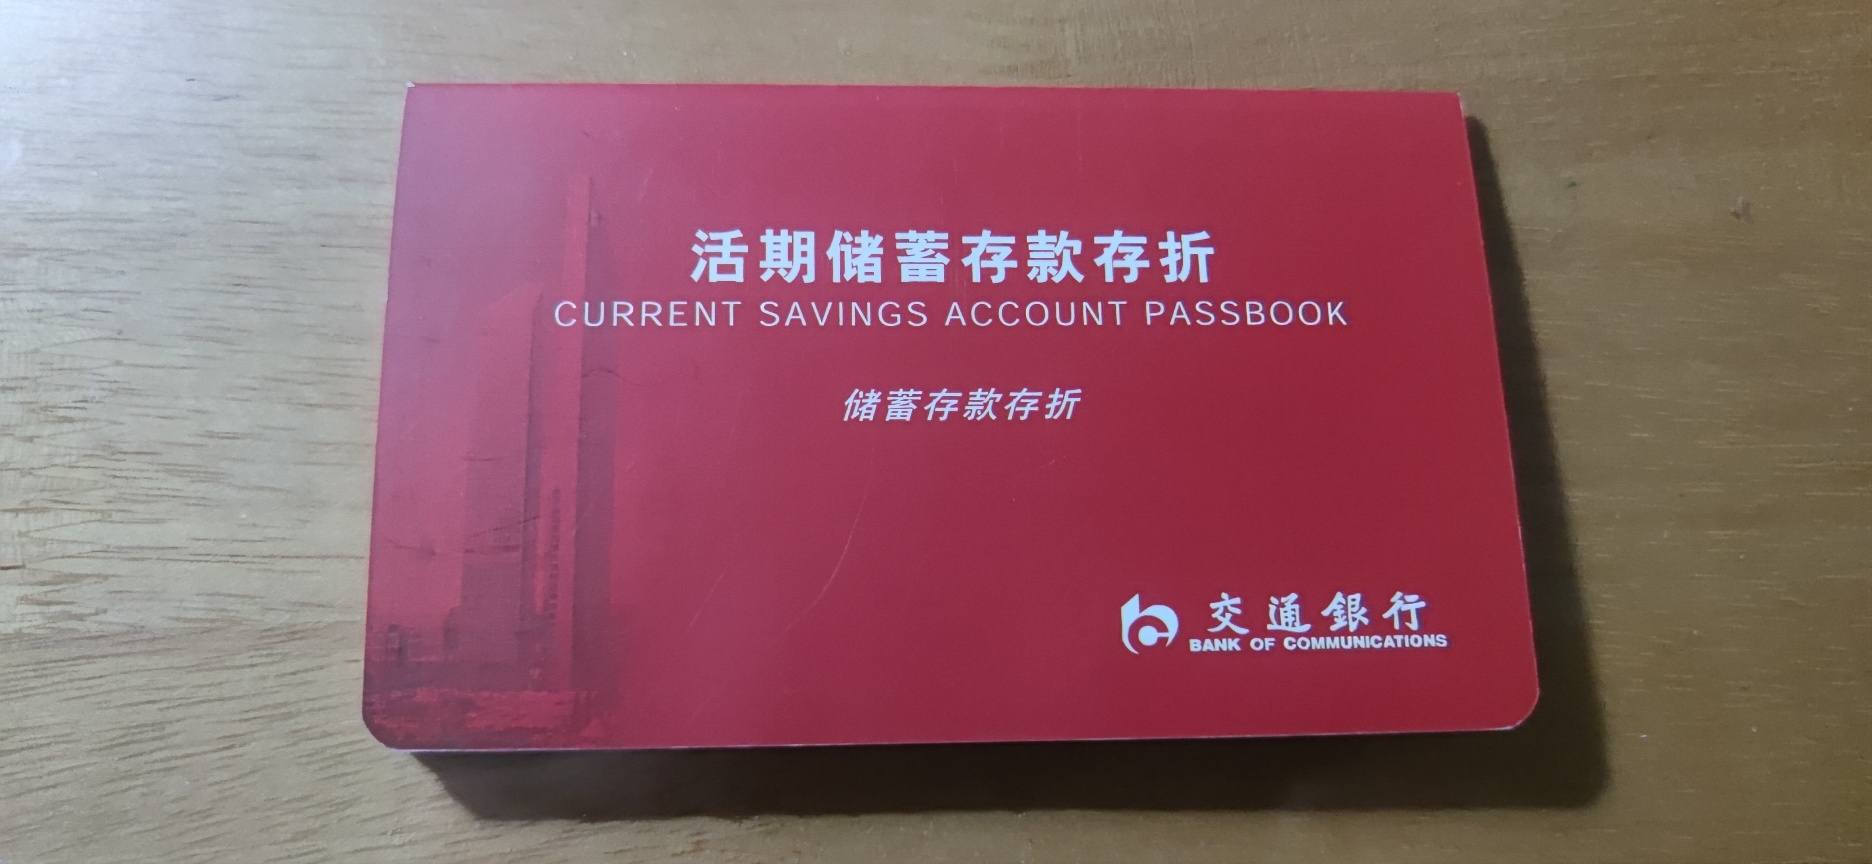 活期储蓄存款存折
CURRENT SAVINGS ACCOUNT PASSBOOK
储蓄存款存折
交通銀行
BANK OF COMMUNICATIONS